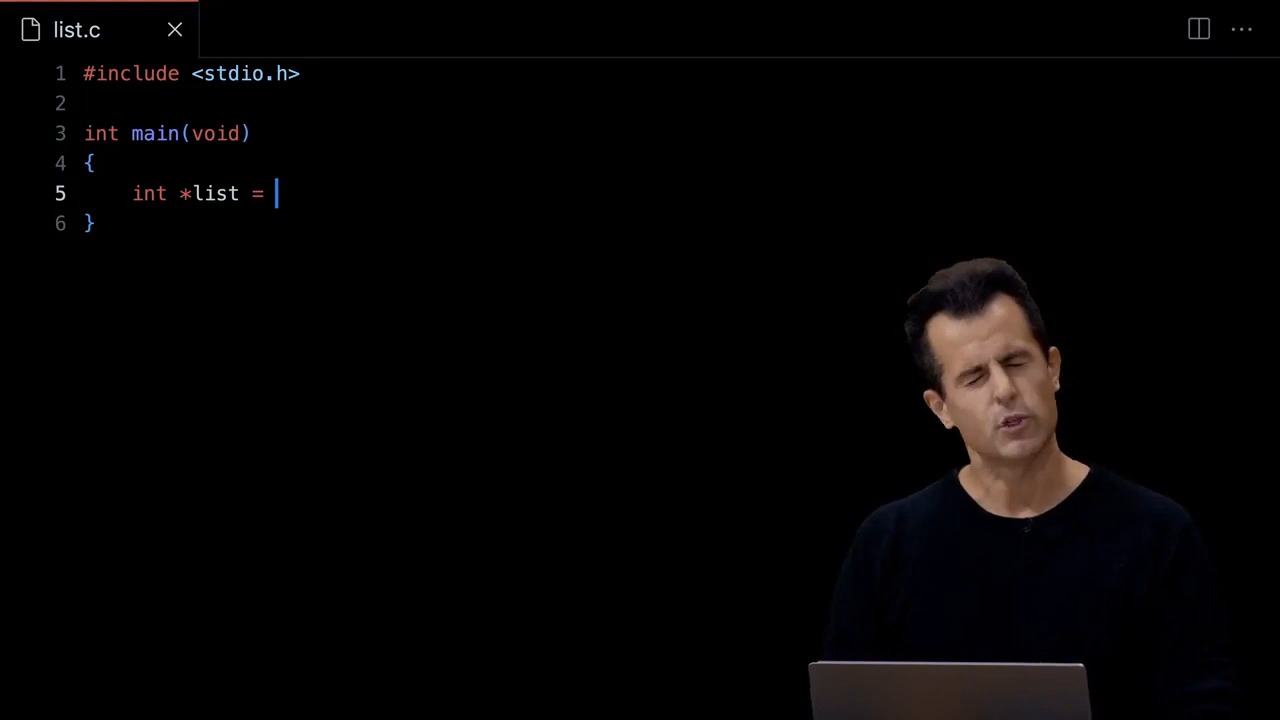 list.c
1 #include <stdio.h>
2
3 int main(void)
4 {
5     int *list =
6 }